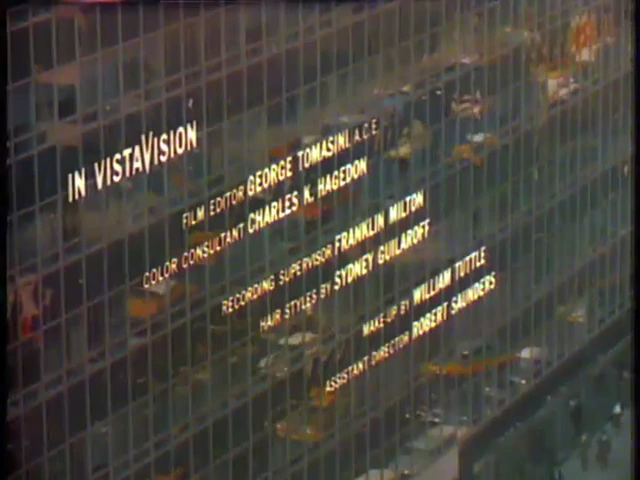 IN VISTAVISION
FILM EDITOR GEORGE TOMASINI, A.C.E.
COLOR CONSULTANT CHARLES K. HAGEDON
RECORDING SUPERVISOR FRANKLIN MILTON
HAIR STYLES BY SYDNEY GUILAROFF
MAKE-UP BY WILLIAM TUTTLE
ASSISTANT DIRECTOR ROBERT SAUNDERS